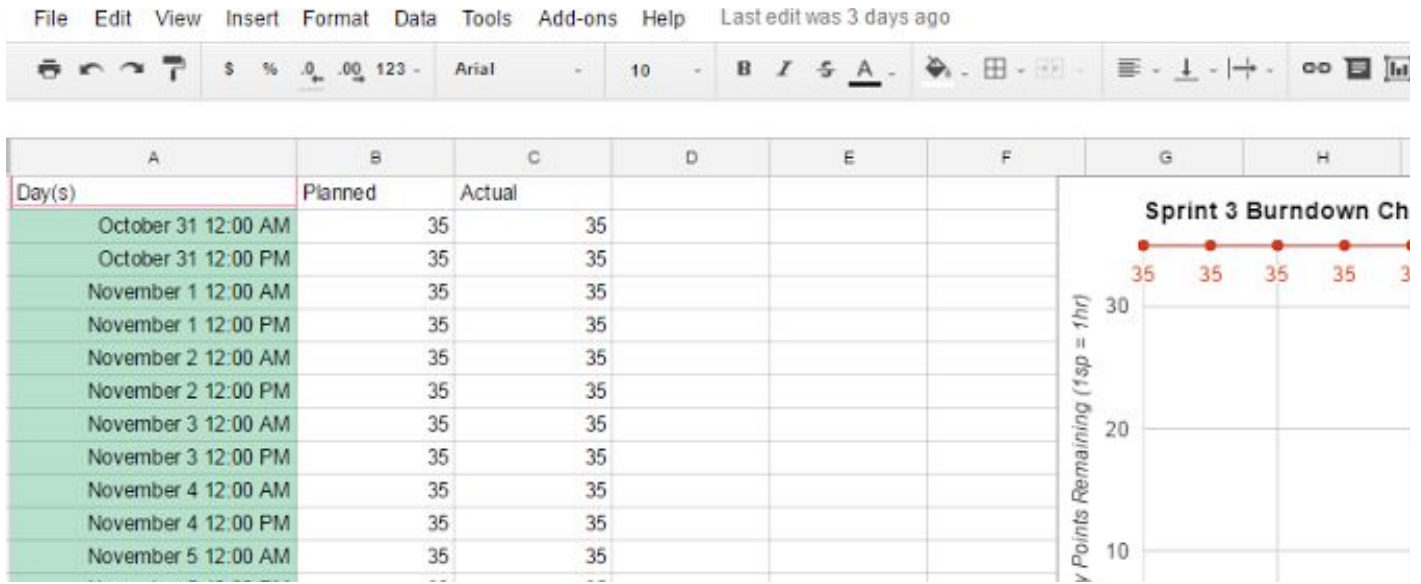 File Edit View Insert Format Data Tools Add-ons Help Last edit was 3 days ago
$ % .0 .00 123 Arial 10 B I S A
A B C D E F G H
Day(s) Planned Actual
October 31 12:00 AM 35 35
October 31 12:00 PM 35 35
November 1 12:00 AM 35 35
November 1 12:00 PM 35 35
November 2 12:00 AM 35 35
November 2 12:00 PM 35 35
November 3 12:00 AM 35 35
November 3 12:00 PM 35 35
November 4 12:00 AM 35 35
November 4 12:00 PM 35 35
November 5 12:00 AM 35 35
Sprint 3 Burndown Ch
35 35 35 35
30
20
10
y Points Remaining (1sp = 1hr)